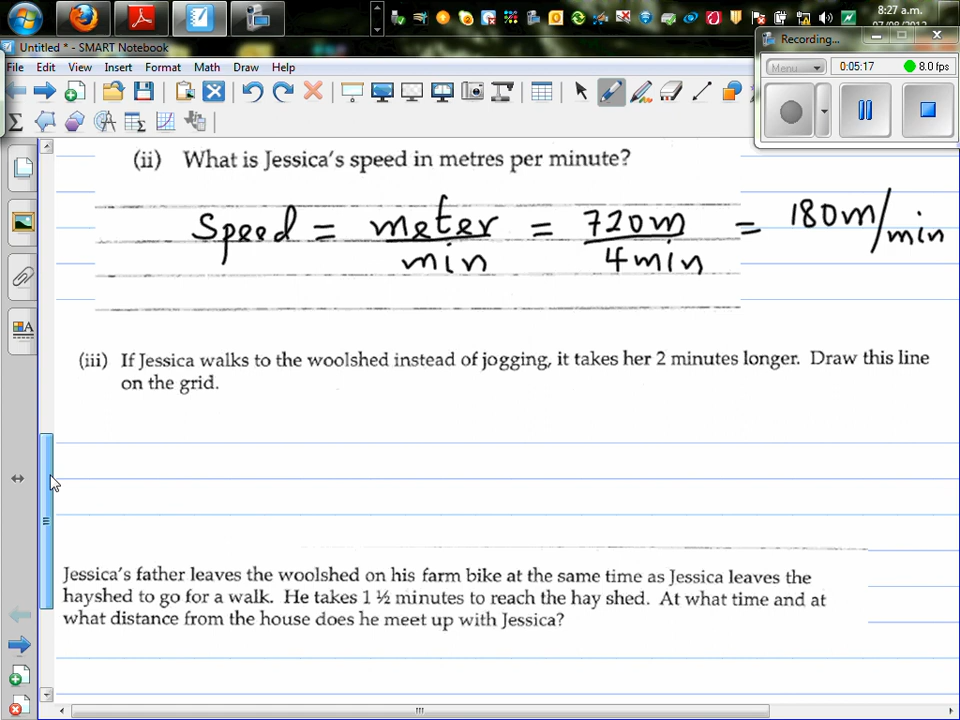 8:27 a.m.
Untitled * - SMART Notebook
07/08/2012
Recording...
File Edit View Insert Format Math Draw Help
Menu 0:05:17 8.0 fps
(ii) What is Jessica's speed in metres per minute?
Speed = meter = 720m = 180m/min
min 4min
(iii) If Jessica walks to the woolshed instead of jogging, it takes her 2 minutes longer. Draw this line
on the grid.
Jessica's father leaves the woolshed on his farm bike at the same time as Jessica leaves the
hayshed to go for a walk. He takes 1 ½ minutes to reach the hay shed. At what time and at
what distance from the house does he meet up with Jessica?